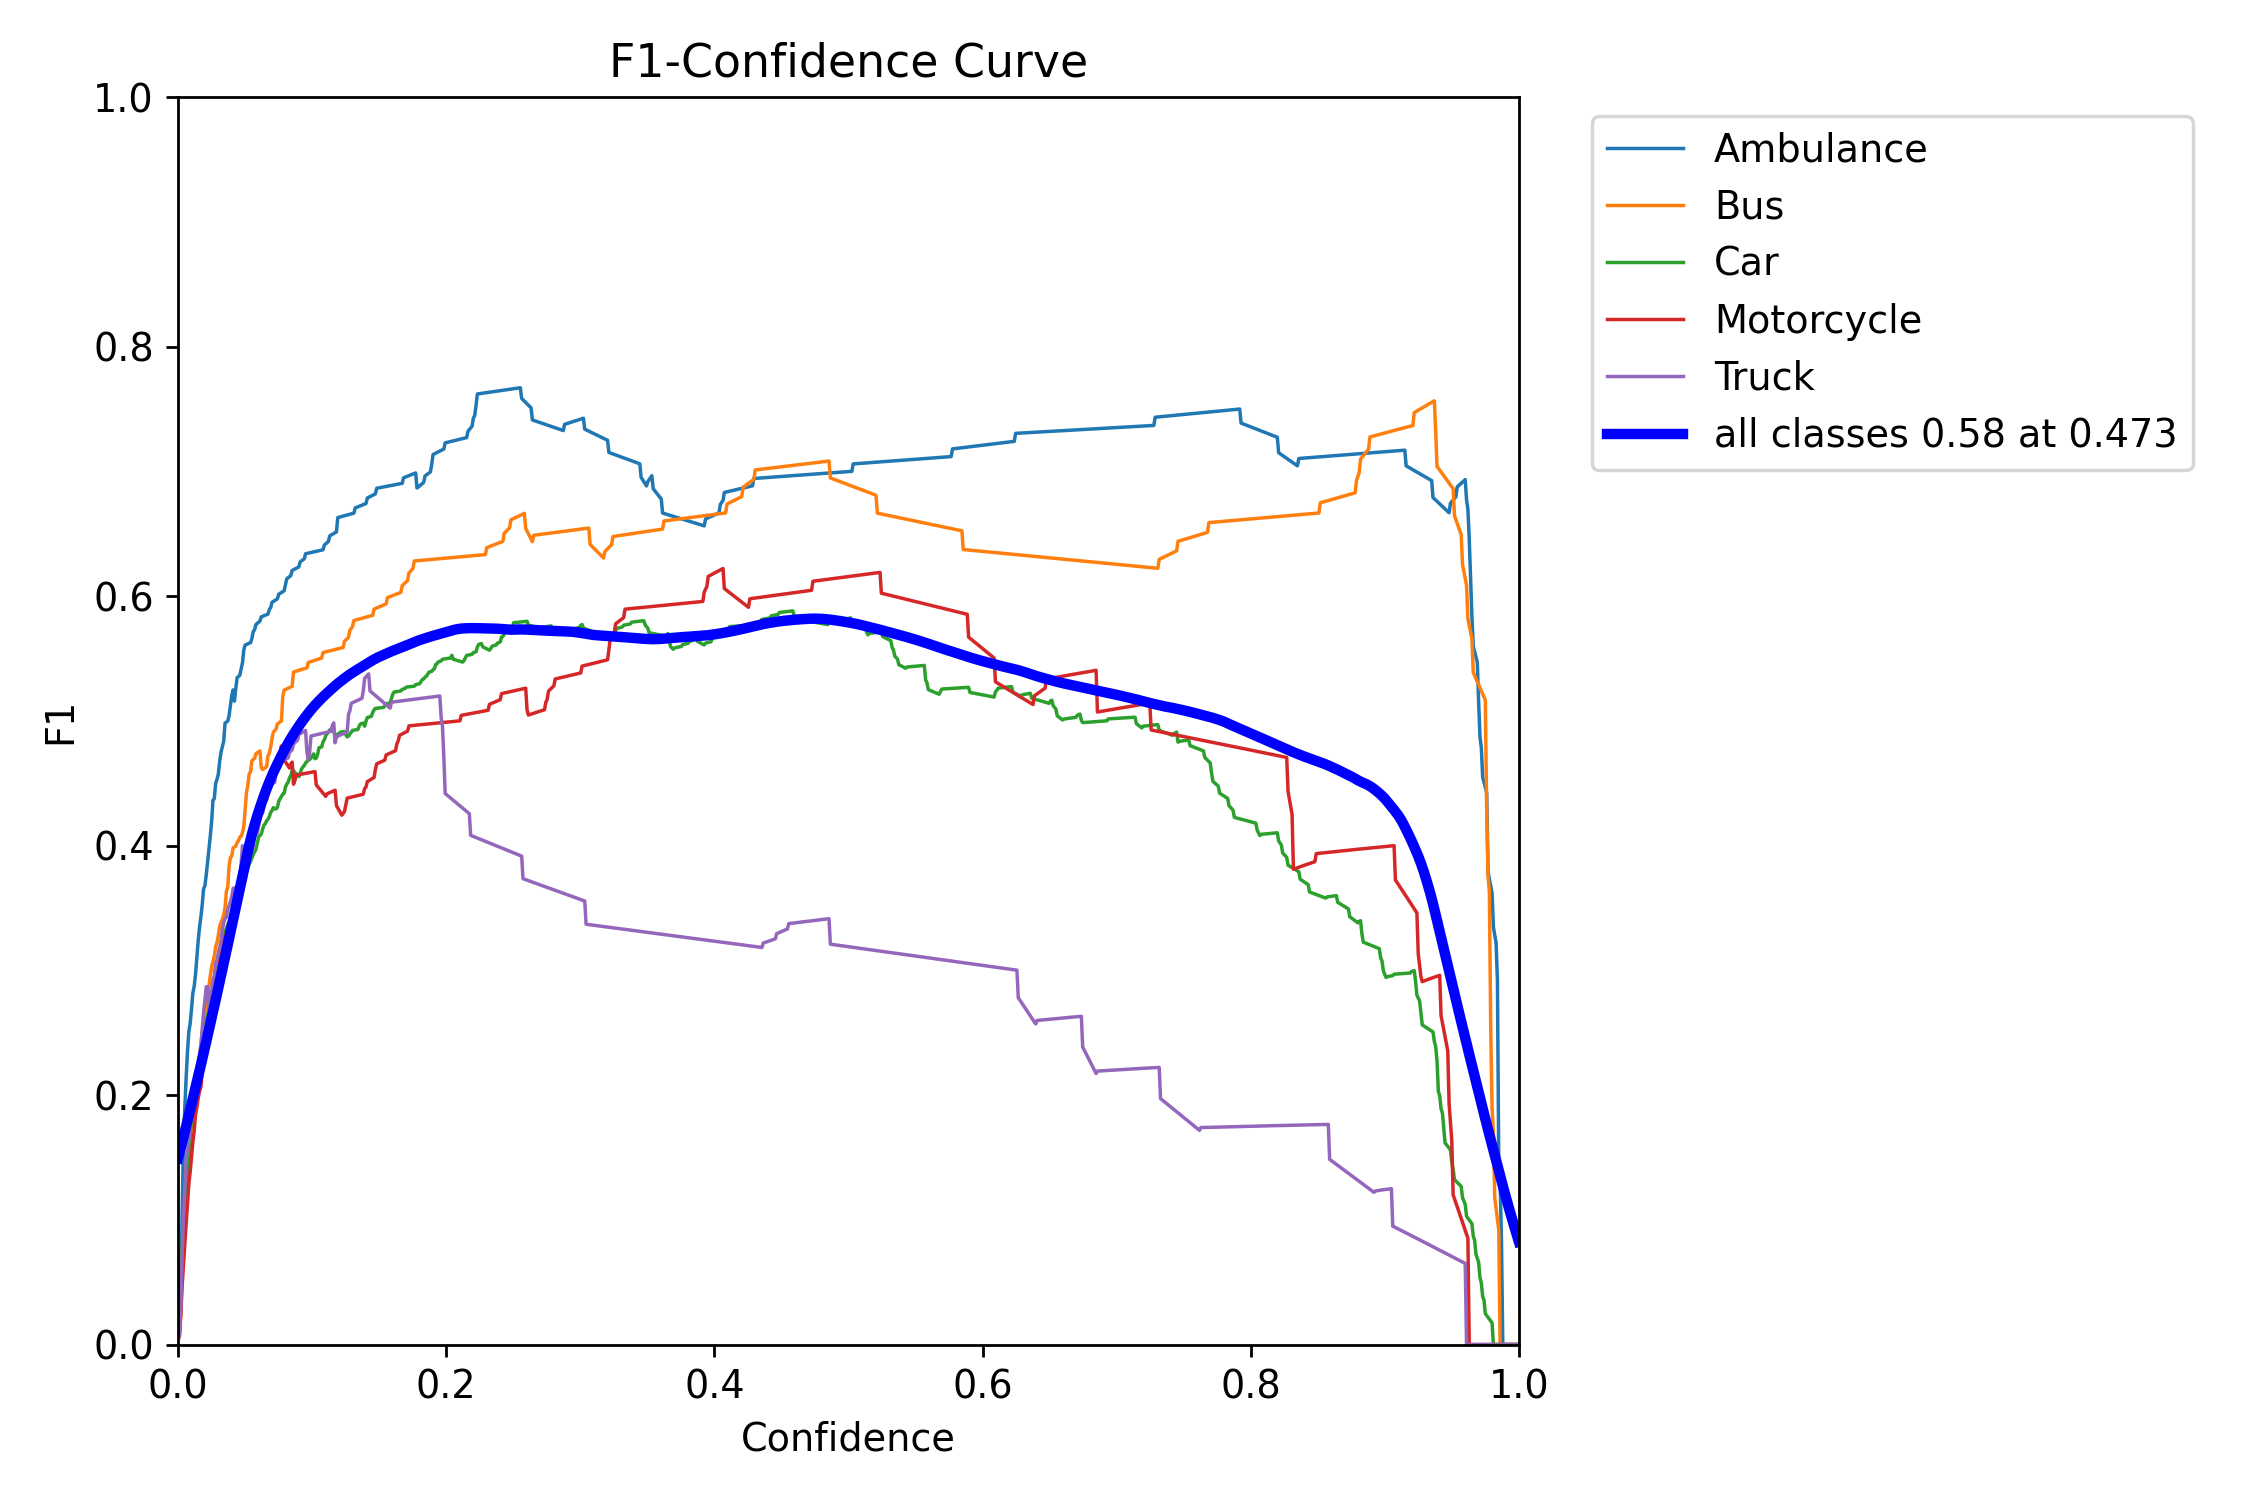 F1-Confidence Curve
1.0
0.8
0.6
0.4
0.2
0.0
F1
0.0 0.2 0.4 0.6 0.8 1.0
Confidence
Ambulance
Bus
Car
Motorcycle
Truck
all classes 0.58 at 0.473